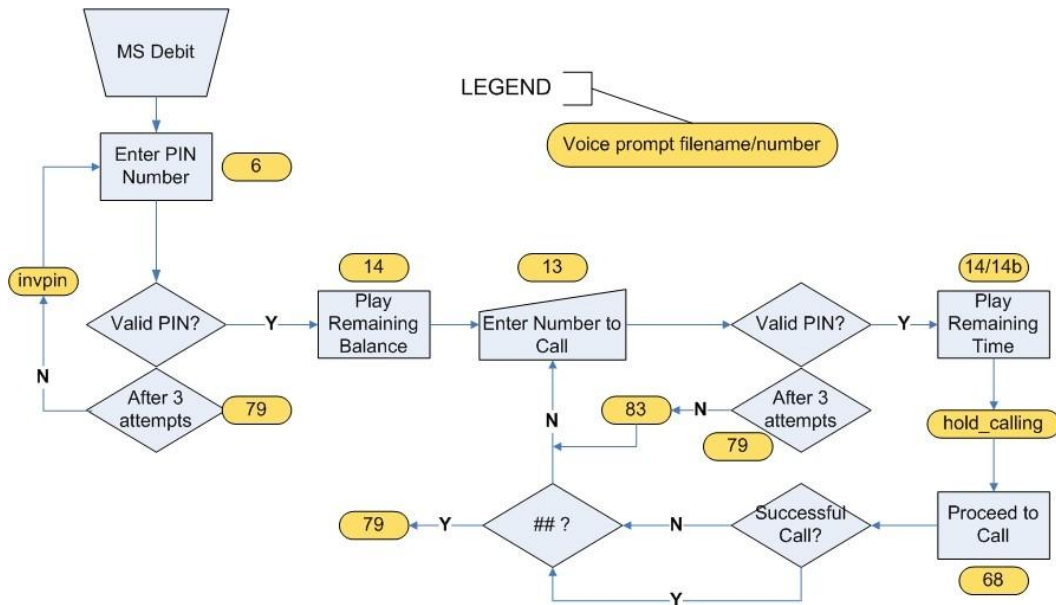 MS Debit
LEGEND
Voice prompt filename/number
Enter PIN
Number
6
invpin
Valid PIN?
Y
14
Play
Remaining
Balance
13
Enter Number to
Call
Valid PIN?
Y
14/14b
Play
Remaining
Time
N
After 3
attempts
79
N
83
N
After 3
attempts
79
hold_calling
79
Y
## ?
N
Successful
Call?
Proceed to
Call
68
Y